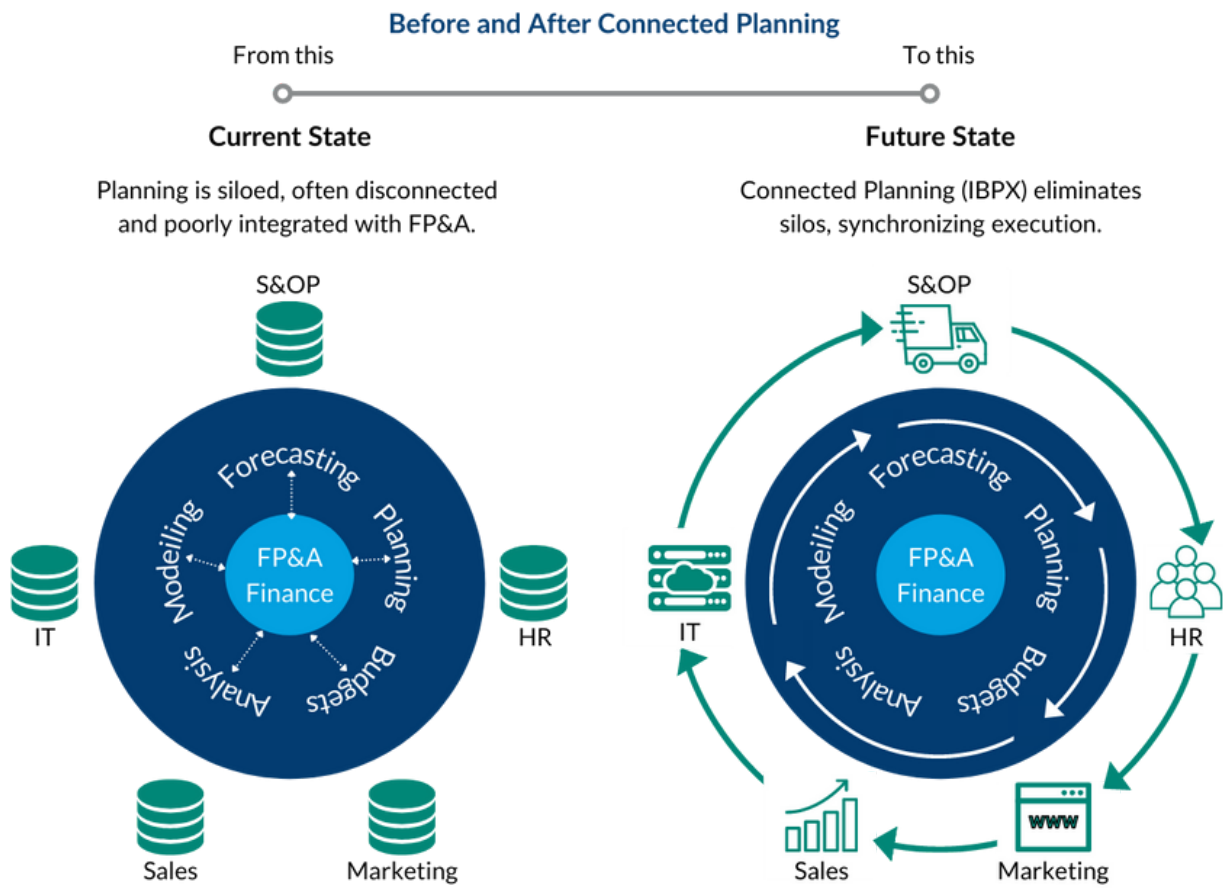 Before and After Connected Planning
From this
To this
Current State
Future State
Planning is siloed, often disconnected
and poorly integrated with FP&A.
Connected Planning (IBPX) eliminates
silos, synchronizing execution.
S&OP
Forecasting
Planning
Budgets
Analysis
Modeiling
FP&A
Finance
IT
HR
Sales
Marketing
S&OP
Forecasting
Planning
Budgets
Analysis
Modeiling
FP&A
Finance
IT
HR
www
Sales
Marketing